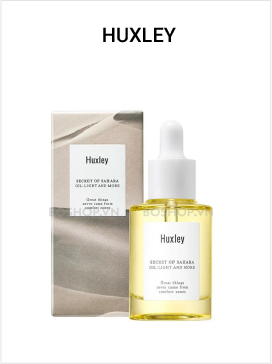 HUXLEY
Huxley
SECRET OF SAHARA
OIL: LIGHT AND MORE
Great things
never came from
comfort zones
BOSHOP.VN
BOSHOP.VN
Huxley
SECRET OF SAHARA
OIL: LIGHT AND MORE
Great things
never came from
comfort zones